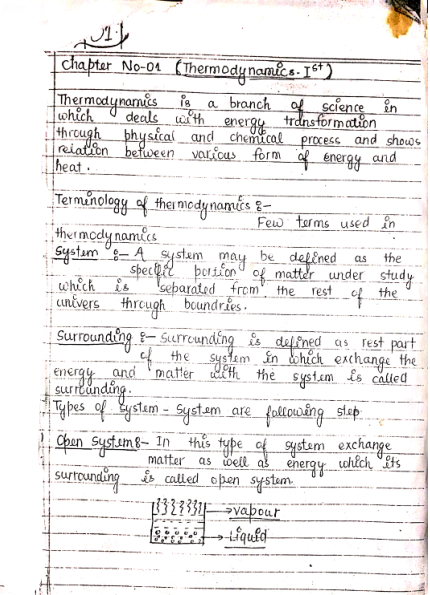 Chapter No-01 (Thermodynamics-Ist)
Thermodynamics is a branch of science in
which deals with energy transformation
through physical and chemical process and shows
relation between various form of energy and
heat.
Terminology of thermodynamics :-
Few terms used in
thermodynamics
System :- A system may be defined as the
specific portion of matter under study
which is separated from the rest of the
univers through boundries.
Surrounding :- Surrounding is defined as rest part
of the system in which exchange the
energy and matter with the system is called
surrounding.
Types of system - System are following step
Open system :- In this type of system exchange
matter as well as energy which its
surrounding is called open system
→vapour
→Liquid